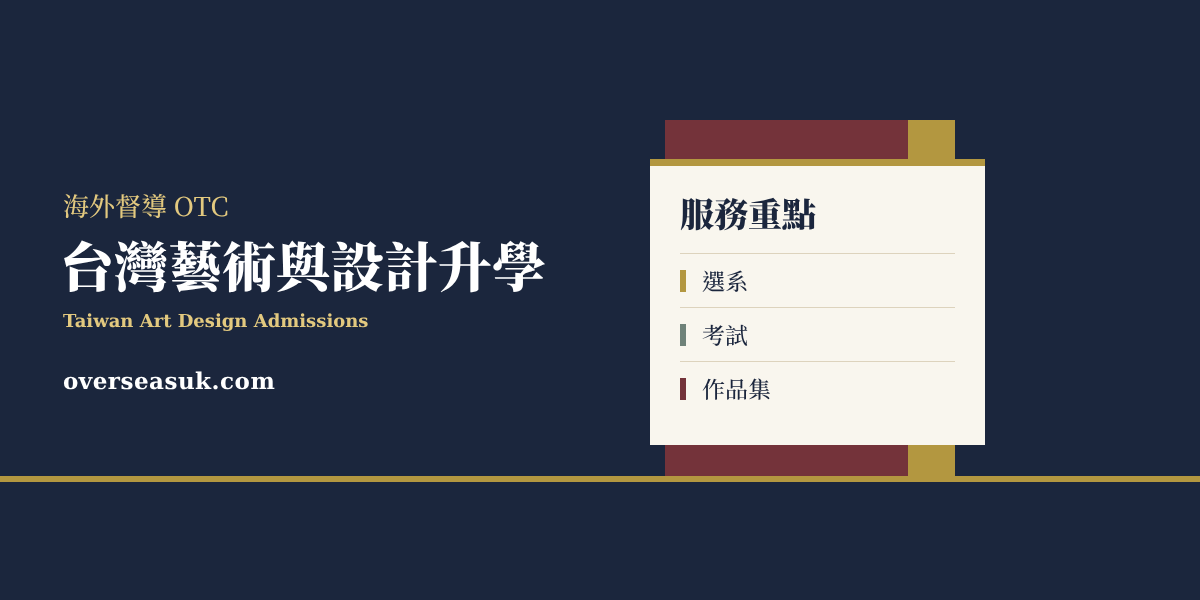 海外督導 OTC
台灣藝術與設計升學
Taiwan Art Design Admissions
overseasuk.com
服務重點
選系
考試
作品集